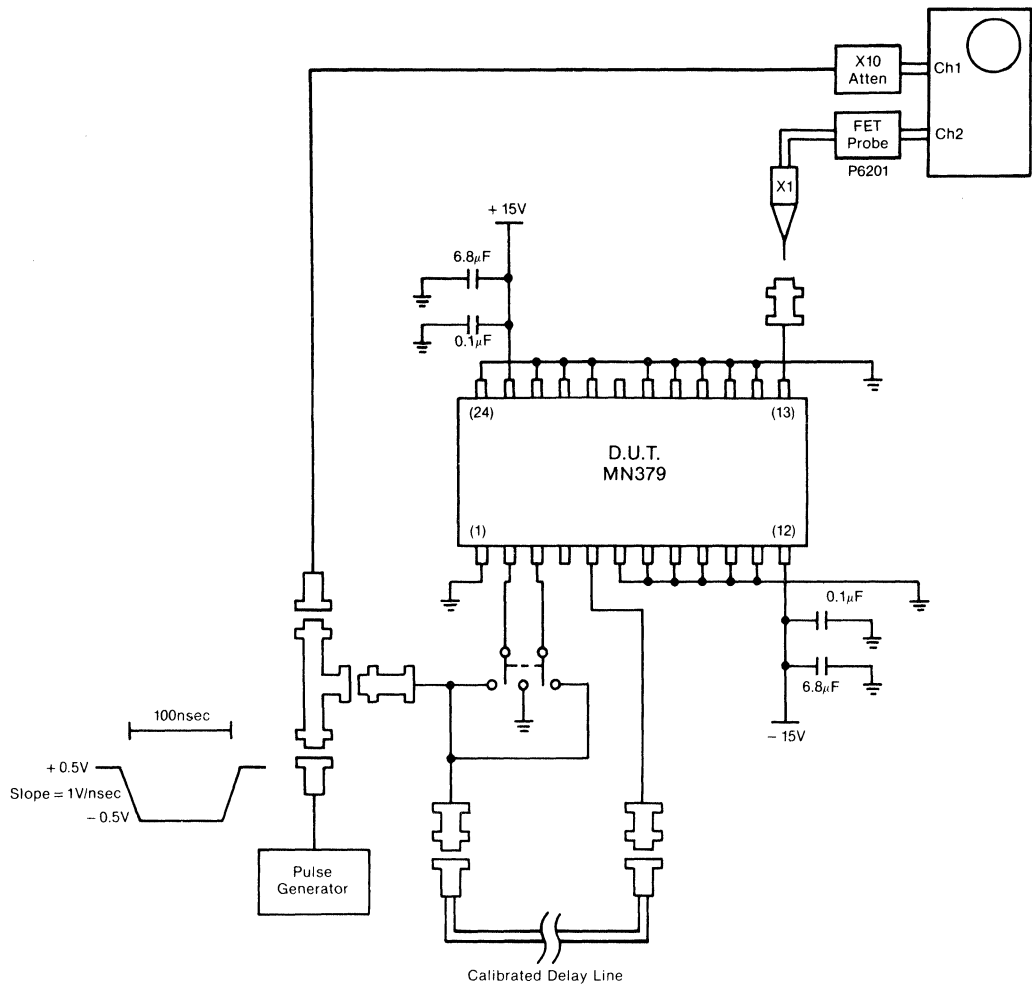 X10
Atten
Ch1
FET
Probe
Ch2
P6201
X1
+ 15V
6.8μF
0.1μF
(24)
(13)
D.U.T.
MN379
(1)
(12)
0.1μF
6.8μF
- 15V
100nsec
+ 0.5V
Slope = 1V/nsec
- 0.5V
Pulse
Generator
Calibrated Delay Line